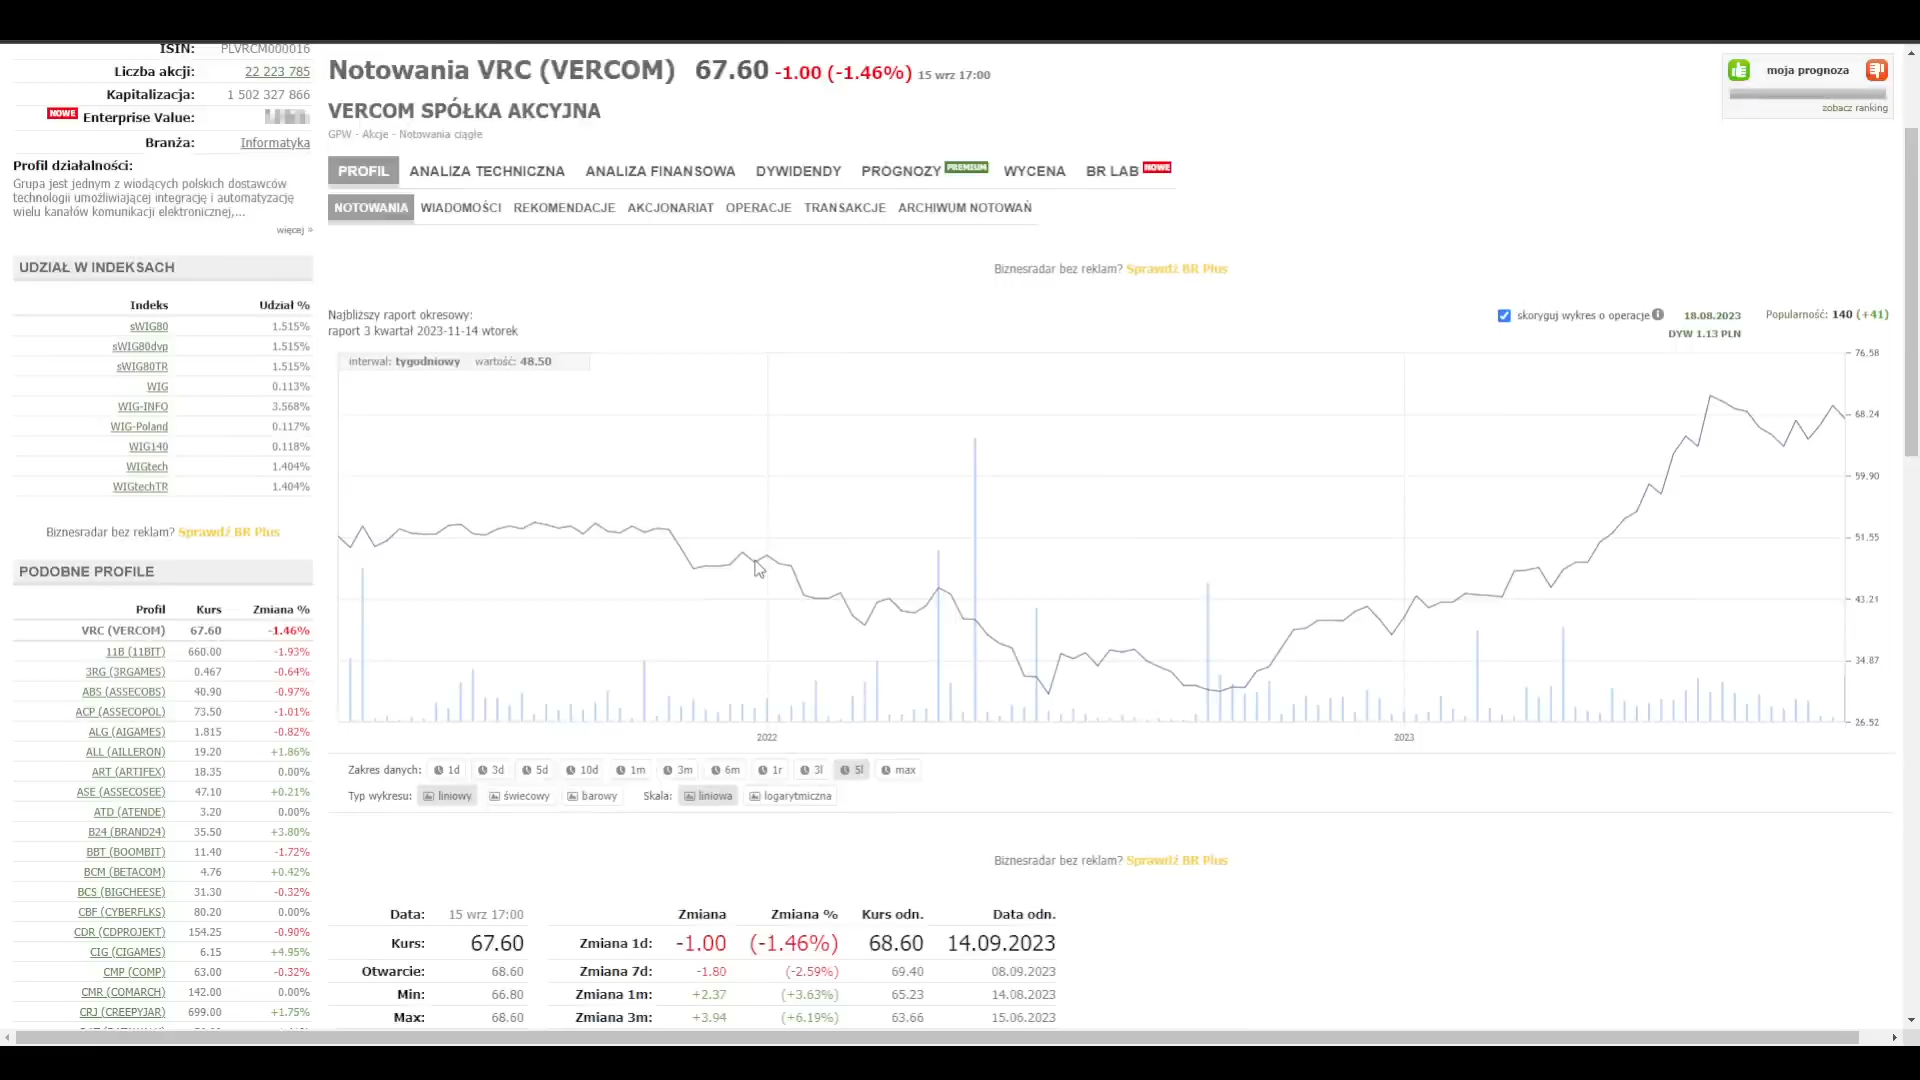 ISIN: PLVRCM000016
Liczba akcji: 22 223 785
Kapitalizacja: 1 502 327 866
NOWE Enterprise Value:
Branża: Informatyka
Profil działalności:
Grupa jest jednym z wiodących polskich dostawców
technologii umożliwiającej integrację i automatyzację
wielu kanałów komunikacji elektronicznej,...
więcej »
UDZIAŁ W INDEKSACH
Indeks Udział %
sWIG80 1.515%
sWIG80dvp 1.515%
sWIG80TR 1.515%
WIG 0.113%
WIG-INFO 3.568%
WIG-Poland 0.117%
WIG140 0.118%
WIGtech 1.404%
WIGtechTR 1.404%
Biznesradar bez reklam? Sprawdź BR Plus
PODOBNE PROFILE
Profil Kurs Zmiana %
VRC (VERCOM) 67.60 -1.46%
11B (11BIT) 660.00 -1.93%
3RG (3RGAMES) 0.467 -0.64%
ABS (ASSECOBS) 40.90 -0.97%
ACP (ASSECOPOL) 73.50 -1.01%
ALG (AIGAMES) 1.815 -0.82%
ALL (AILLERON) 19.20 +1.86%
ART (ARTIFEX) 18.35 0.00%
ASE (ASSECOSEE) 47.10 +0.21%
ATD (ATENDE) 3.20 0.00%
B24 (BRAND24) 35.50 +3.80%
BBT (BOOMBIT) 11.40 -1.72%
BCM (BETACOM) 4.76 +0.42%
BCS (BIGCHEESE) 31.30 -0.32%
CBF (CYBERFLKS) 80.20 0.00%
CDR (CDPROJEKT) 154.25 -0.90%
CIG (CIGAMES) 6.15 +4.95%
CMP (COMP) 63.00 -0.32%
CMR (COMARCH) 142.00 0.00%
CRJ (CREEPYJAR) 699.00 +1.75%
Notowania VRC (VERCOM) 67.60 -1.00 (-1.46%) 15 wrz 17:00
VERCOM SPÓŁKA AKCYJNA
GPW - Akcje - Notowania ciągłe
moja prognoza
zobacz ranking
PROFIL ANALIZA TECHNICZNA ANALIZA FINANSOWA DYWIDENDY PROGNOZY PREMIUM WYCENA BR LAB NOWE
NOTOWANIA WIADOMOŚCI REKOMENDACJE AKCJONARIAT OPERACJE TRANSAKCJE ARCHIWUM NOTOWAŃ
Biznesradar bez reklam? Sprawdź BR Plus
Najbliższy raport okresowy:
raport 3 kwartał 2023-11-14 wtorek
skoryguj wykres o operacje 18.08.2023 Popularność: 140 (+41)
DYW 1.13 PLN
interwał: tygodniowy wartość: 48.50
76.58
68.24
59.90
51.55
43.21
34.87
26.52
2022 2023
Zakres danych: 1d 3d 5d 10d 1m 3m 6m 1r 3l 5l max
Typ wykresu: liniowy świecowy barowy Skala: liniowa logarytmiczna
Biznesradar bez reklam? Sprawdź BR Plus
Data: 15 wrz 17:00
Kurs: 67.60
Otwarcie: 68.60
Min: 66.80
Max: 68.60
Zmiana Zmiana % Kurs odn. Data odn.
Zmiana 1d: -1.00 (-1.46%) 68.60 14.09.2023
Zmiana 7d: -1.80 (-2.59%) 69.40 08.09.2023
Zmiana 1m: +2.37 (+3.63%) 65.23 14.08.2023
Zmiana 3m: +3.94 (+6.19%) 63.66 15.06.2023